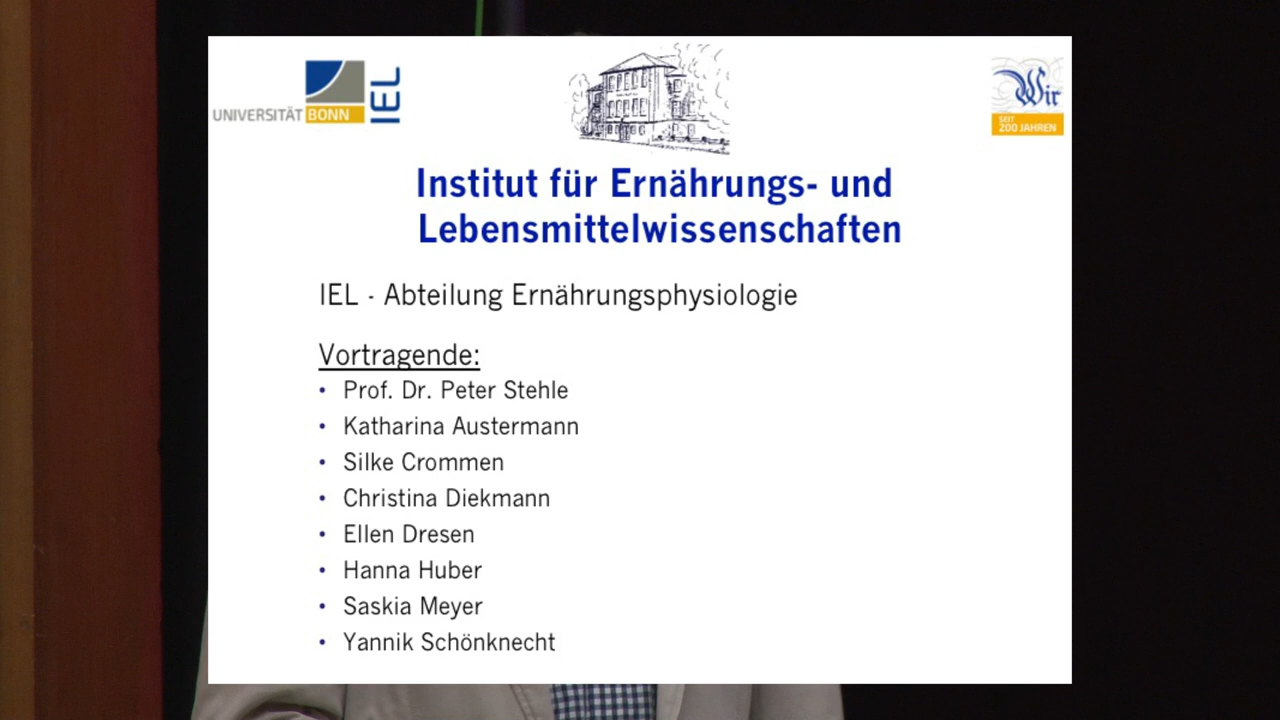 UNIVERSITÄT BONN
IEL
Wir
SEIT
200 JAHREN
Institut für Ernährungs- und
Lebensmittelwissenschaften
IEL - Abteilung Ernährungsphysiologie
Vortragende:
• Prof. Dr. Peter Stehle
• Katharina Austermann
• Silke Crommen
• Christina Diekmann
• Ellen Dresen
• Hanna Huber
• Saskia Meyer
• Yannik Schönknecht